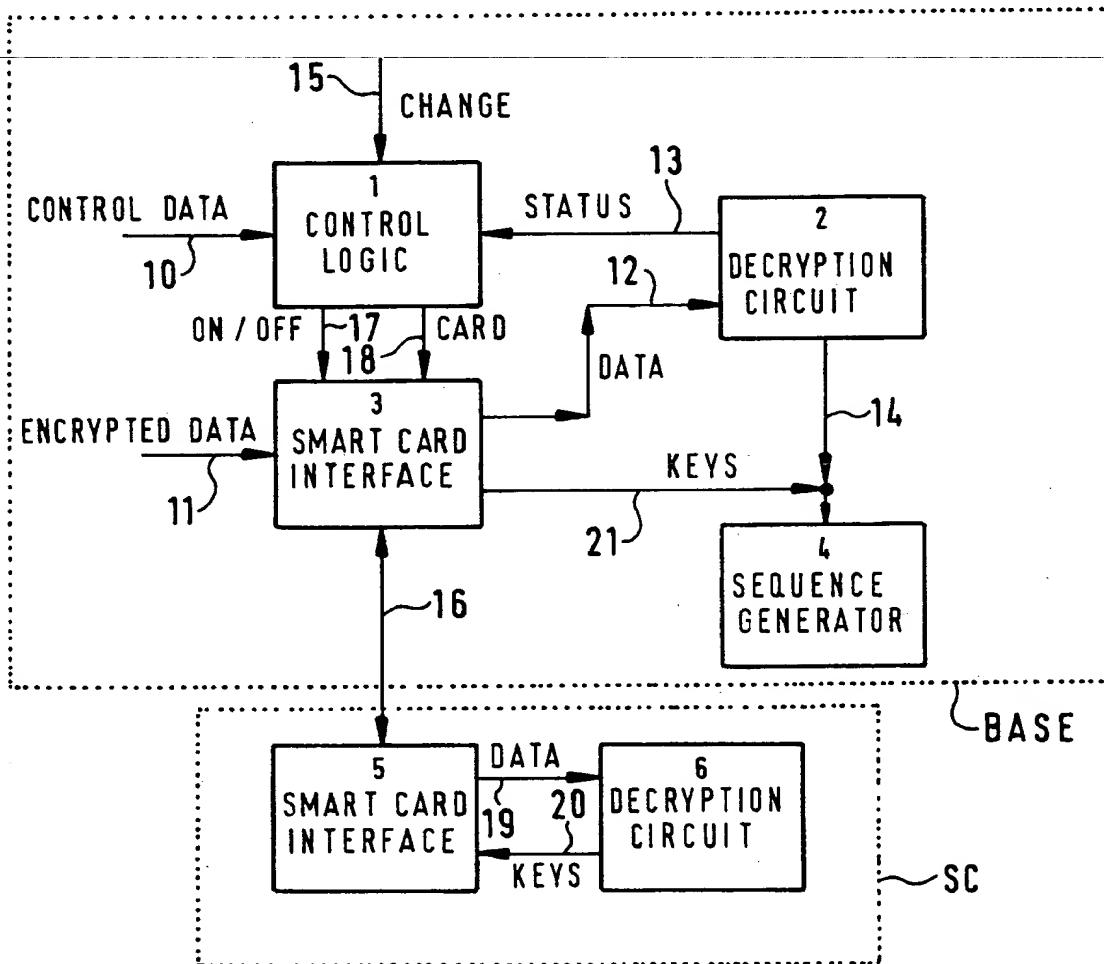 15
CHANGE
1
CONTROL LOGIC
CONTROL DATA
10
STATUS
13
2
DECRYPTION CIRCUIT
12
ON / OFF
17
18
CARD
DATA
14
3
SMART CARD INTERFACE
ENCRYPTED DATA
11
KEYS
21
4
SEQUENCE GENERATOR
16
BASE
5
SMART CARD INTERFACE
DATA
19
20
KEYS
6
DECRYPTION CIRCUIT
SC